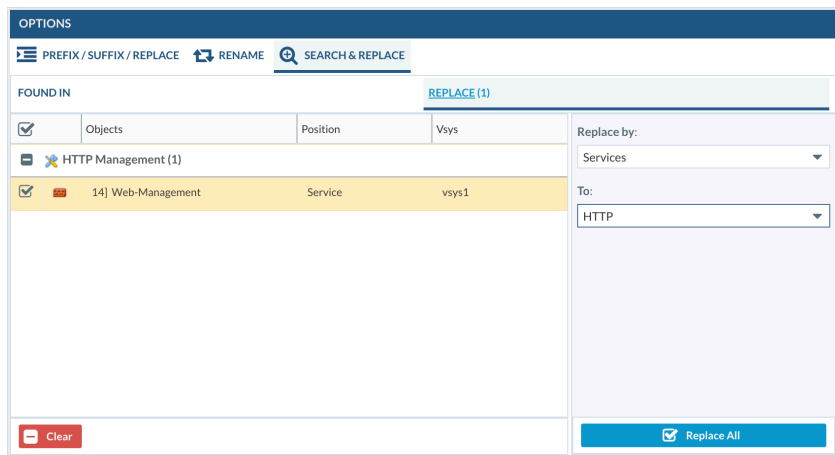 OPTIONS
PREFIX / SUFFIX / REPLACE RENAME SEARCH & REPLACE
FOUND IN REPLACE (1)
Objects Position Vsys
HTTP Management (1)
14] Web-Management Service vsys1
Replace by:
Services
To:
HTTP
Clear Replace All